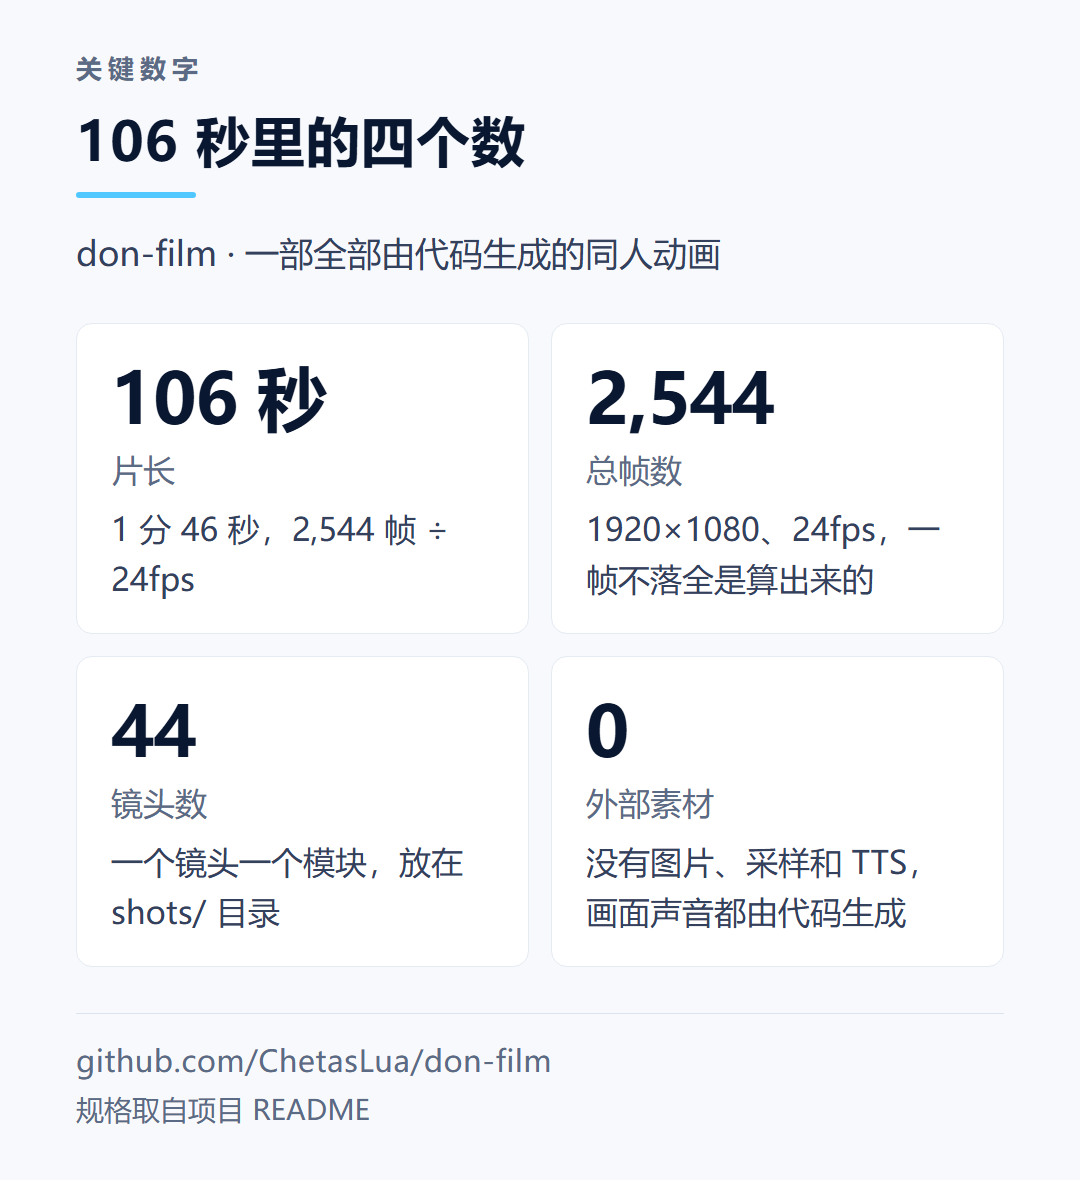 关键数字
106 秒里的四个数
don-film · 一部全部由代码生成的同人动画
106 秒
片长
1 分 46 秒，2,544 帧 ÷
24fps
2,544
总帧数
1920×1080、24fps，一
帧不落全是算出来的
44
镜头数
一个镜头一个模块，放在
shots/ 目录
0
外部素材
没有图片、采样和 TTS，
画面声音都由代码生成
github.com/ChetasLua/don-film
规格取自项目 README